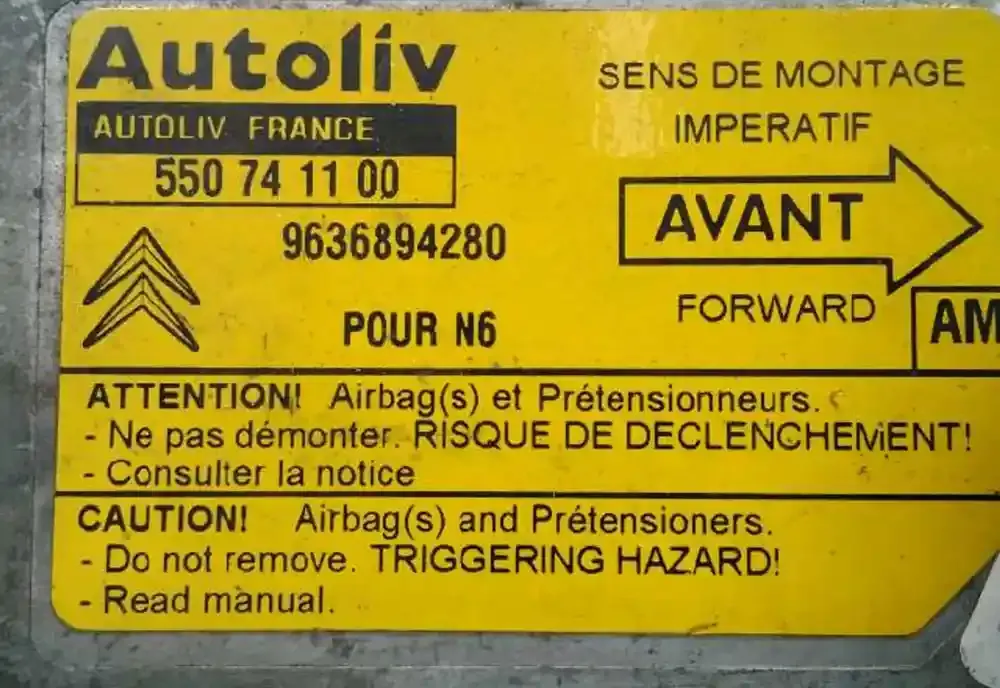 Autoliv
AUTOLIV FRANCE
550 74 11 00
9636894280
POUR N6
SENS DE MONTAGE
IMPERATIF
AVANT
FORWARD
AM
ATTENTION! Airbag(s) et Prétensionneurs.
- Ne pas démonter. RISQUE DE DECLENCHEMENT!
- Consulter la notice
CAUTION! Airbag(s) and Prétensioners.
- Do not remove. TRIGGERING HAZARD!
- Read manual.